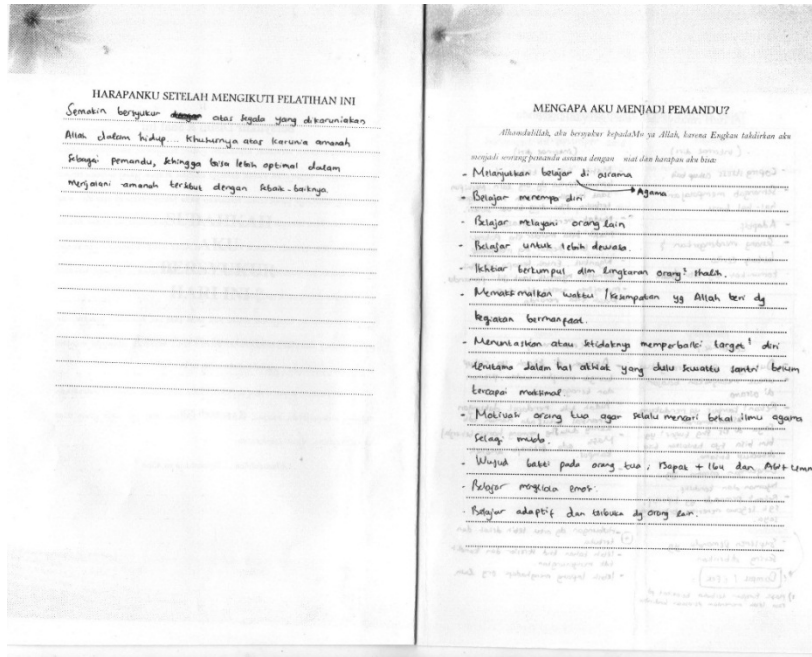 HARAPANKU SETELAH MENGIKUTI PELATIHAN INI
Semakin bersyukur atas segala yang dikaruniakan
Allah dalam hidup... Khususnya atas karunia amanah
sebagai pemandu, sehingga bisa lebih optimal dalam
menjalani amanah tersebut dengan sebaik-baiknya.
MENGAPA AKU MENJADI PEMANDU?
Alhamdulillah, aku bersyukur kepadaMu ya Allah, karena Engkau takdirkan aku
menjadi seorang pemandu asrama dengan niat dan harapan aku bisa:
- Melanjutkan belajar di asrama
Agama
- Belajar menempa diri
- Belajar melayani orang lain
- Belajar untuk lebih dewasa.
- Ikhtiar berkumpul dlm lingkaran orang² shalih.
- Memaksimalkan waktu / kesempatan yg Allah beri dg
kegiatan bermanfaat.
- Menuntaskan atau setidaknya memperbaiki target² diri
terutama dalam hal akhlak yang dulu sewaktu santri belum
tercapai maksimal.
- Motivasi orang tua agar selalu mencari bekal ilmu agama
selagi muda.
- Wujud bakti pada orang tua, Bapak + Ibu dan Abi + Umm
- Belajar mengelola emosi.
- Belajar adaptif dan terbuka dg orang lain.